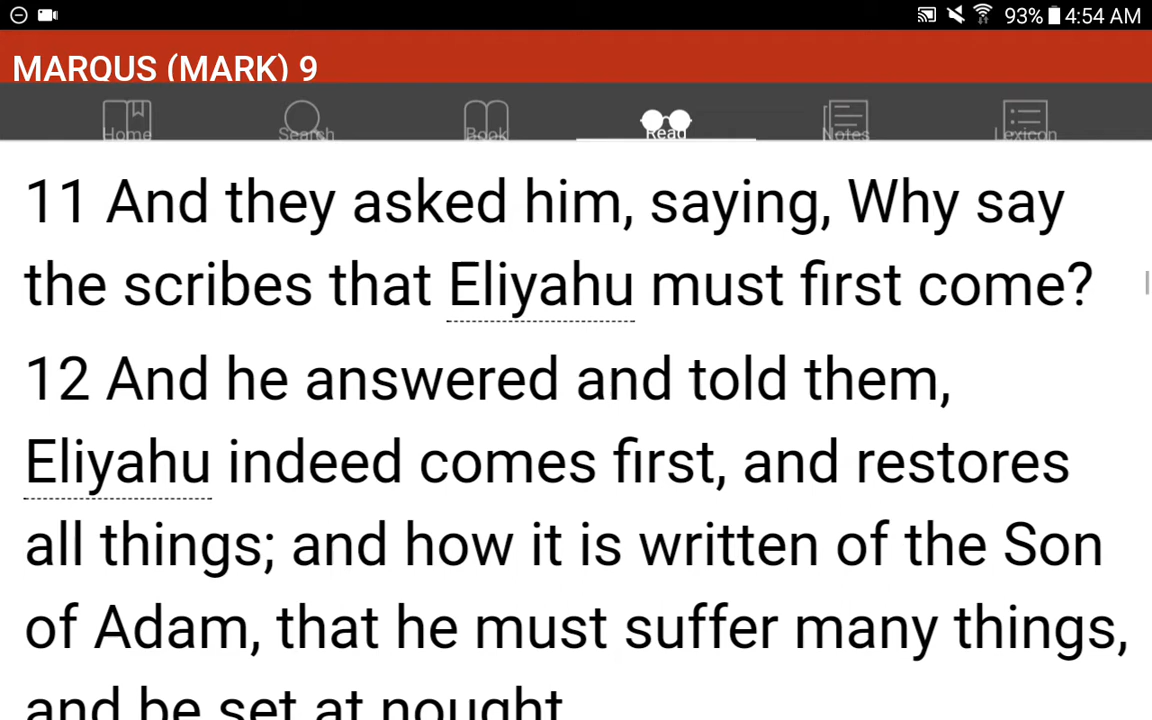 93% 4:54 AM
MARQUS (MARK) 9
Home Search Book Read Notes Lexicon
11 And they asked him, saying, Why say
the scribes that Eliyahu must first come?
12 And he answered and told them,
Eliyahu indeed comes first, and restores
all things; and how it is written of the Son
of Adam, that he must suffer many things,
and be set at nought